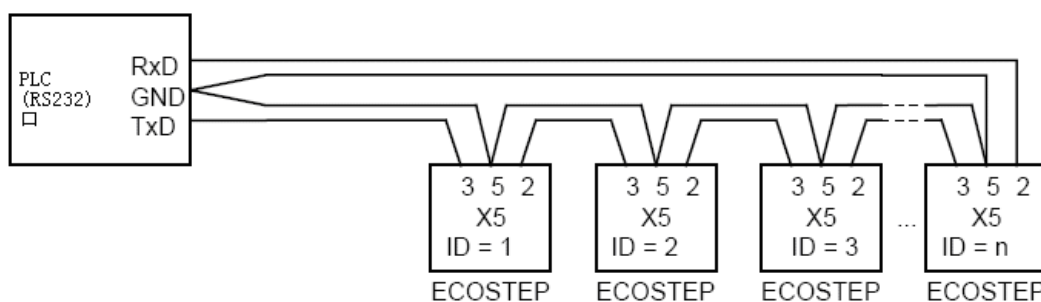 RxD
PLC
(RS232)
GND
口
TxD
3 5 2
X5
ID = 1
ECOSTEP
3 5 2
X5
ID = 2
ECOSTEP
3 5 2
X5
ID = 3
ECOSTEP
...
3 5 2
X5
ID = n
ECOSTEP